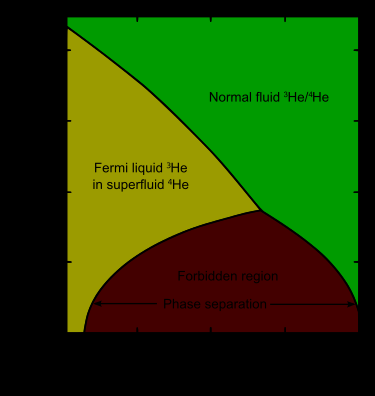 Normal fluid ³He/⁴He
Fermi liquid ³He
in superfluid ⁴He
Forbidden region
Phase separation